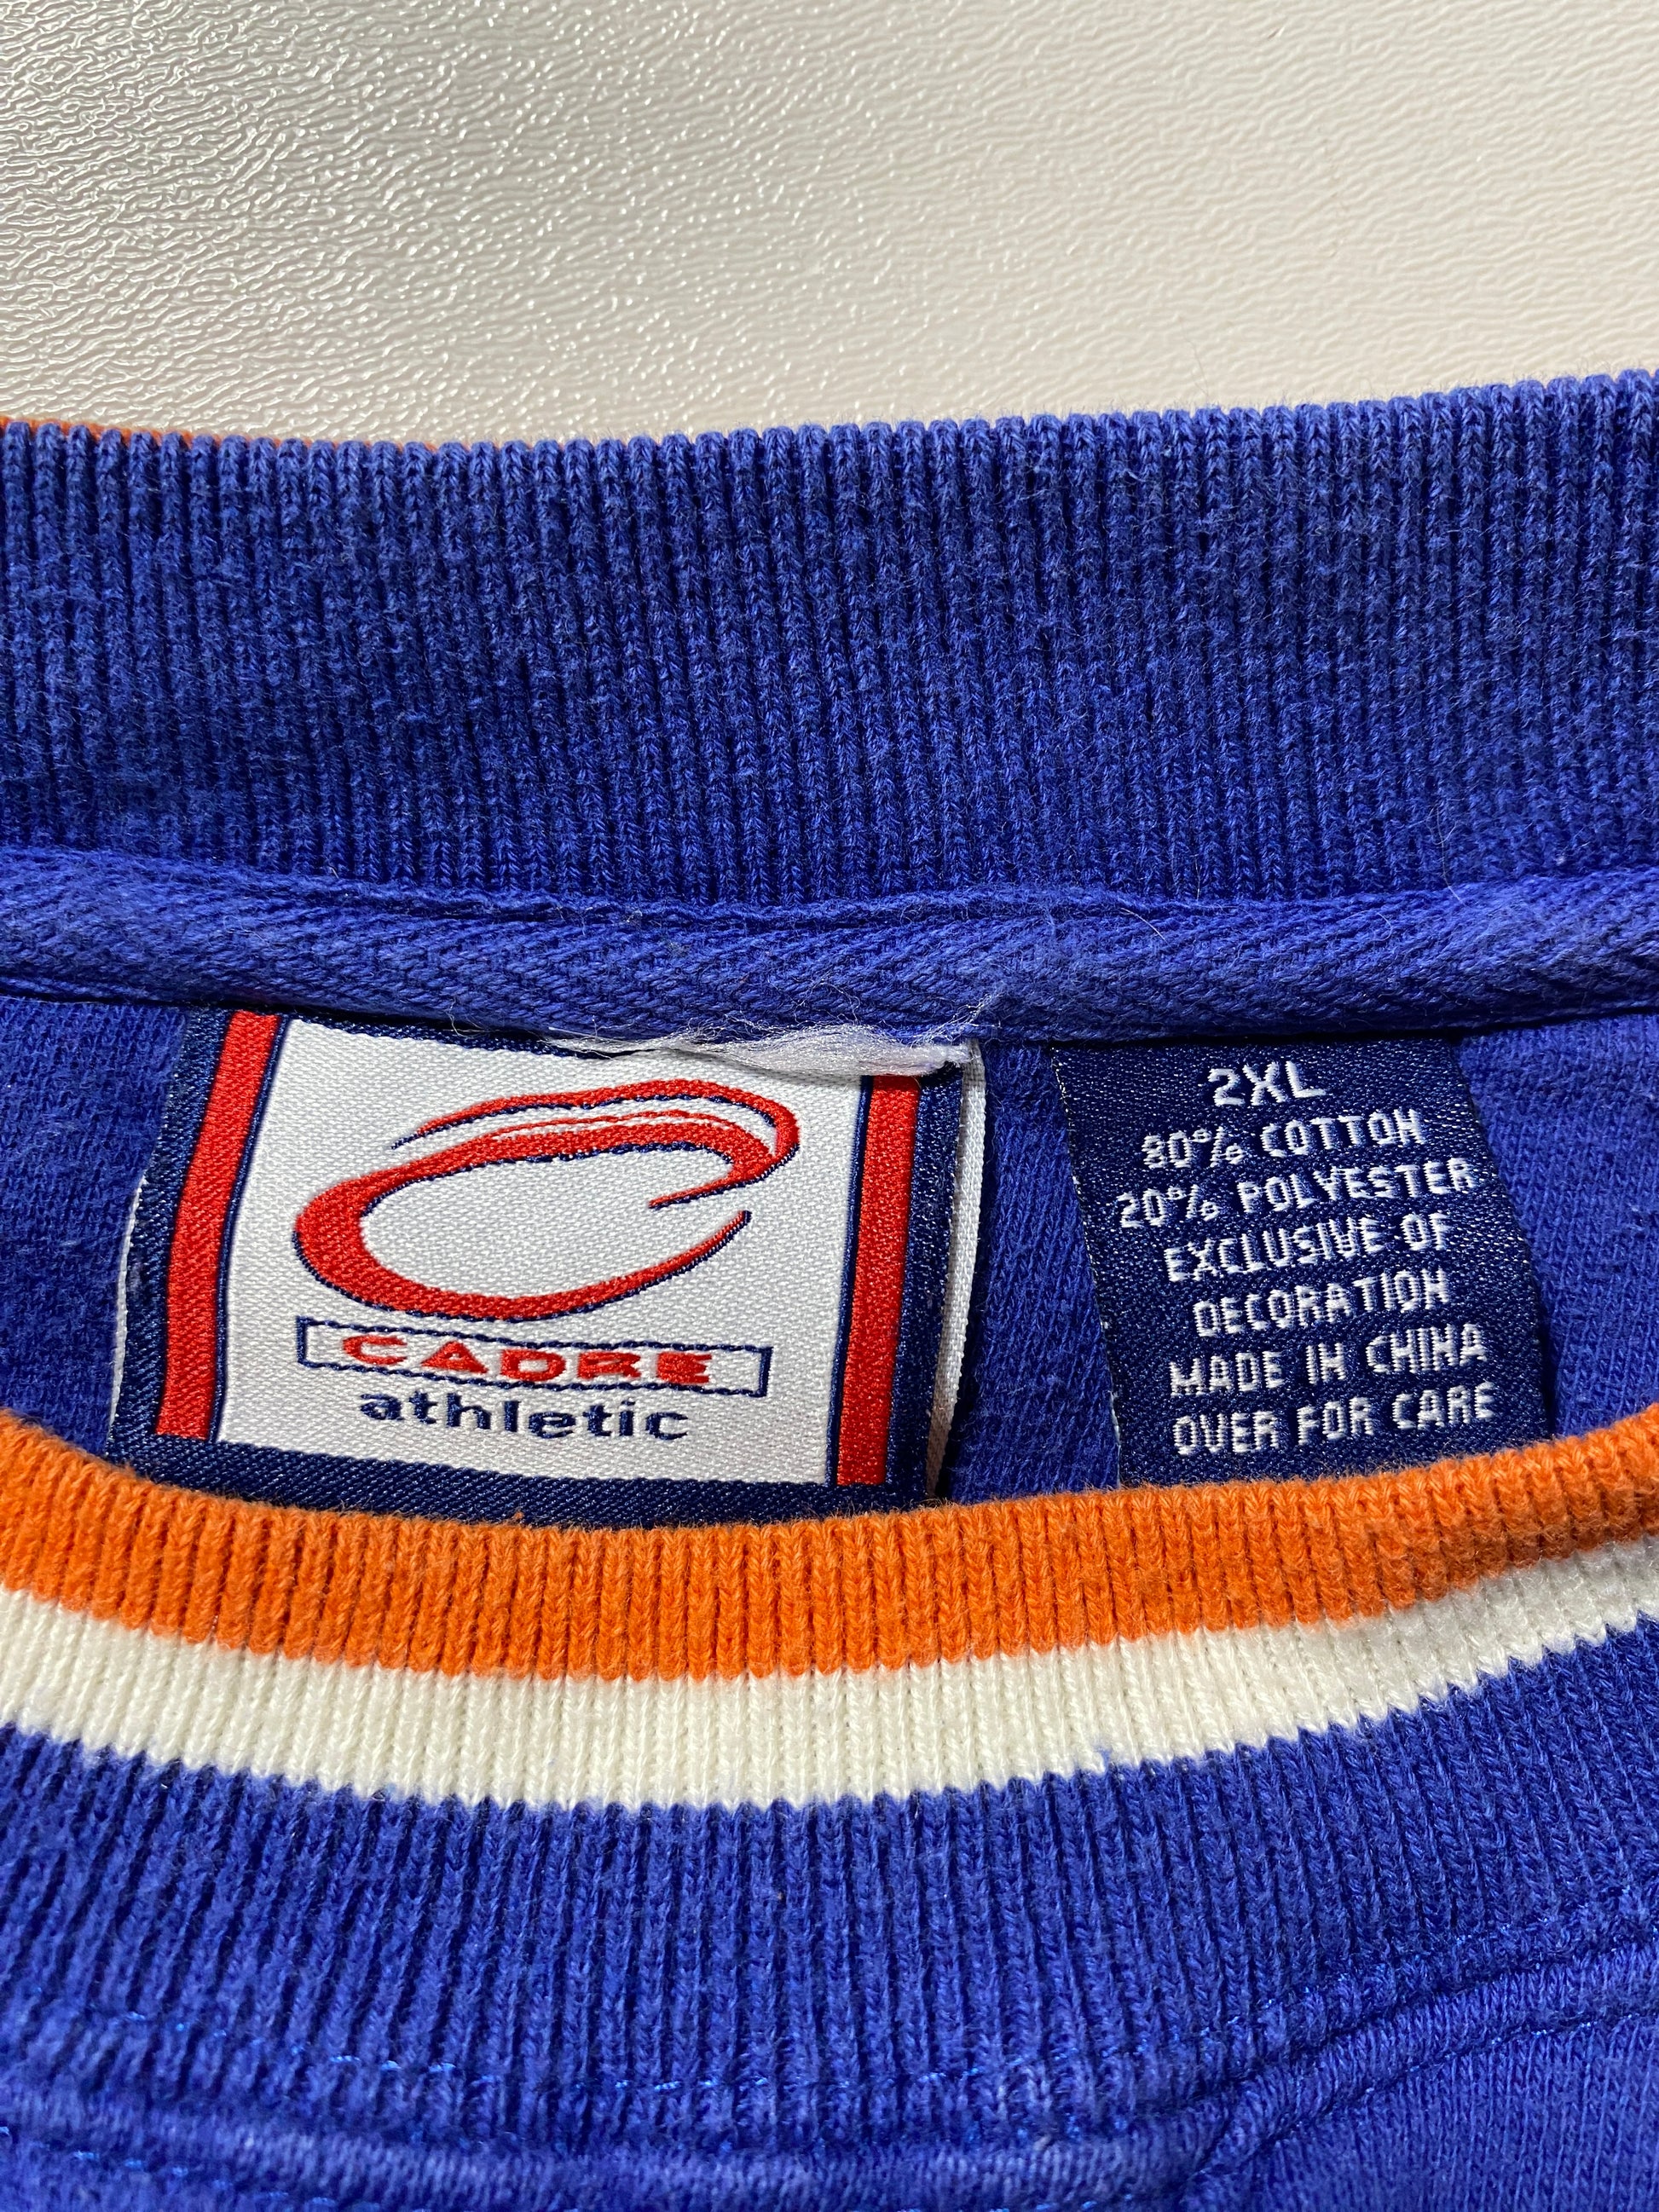 CADRE
athletic
2XL
80% COTTON
20% POLYESTER
EXCLUSIVE OF
DECORATION
MADE IN CHINA
OVER FOR CARE